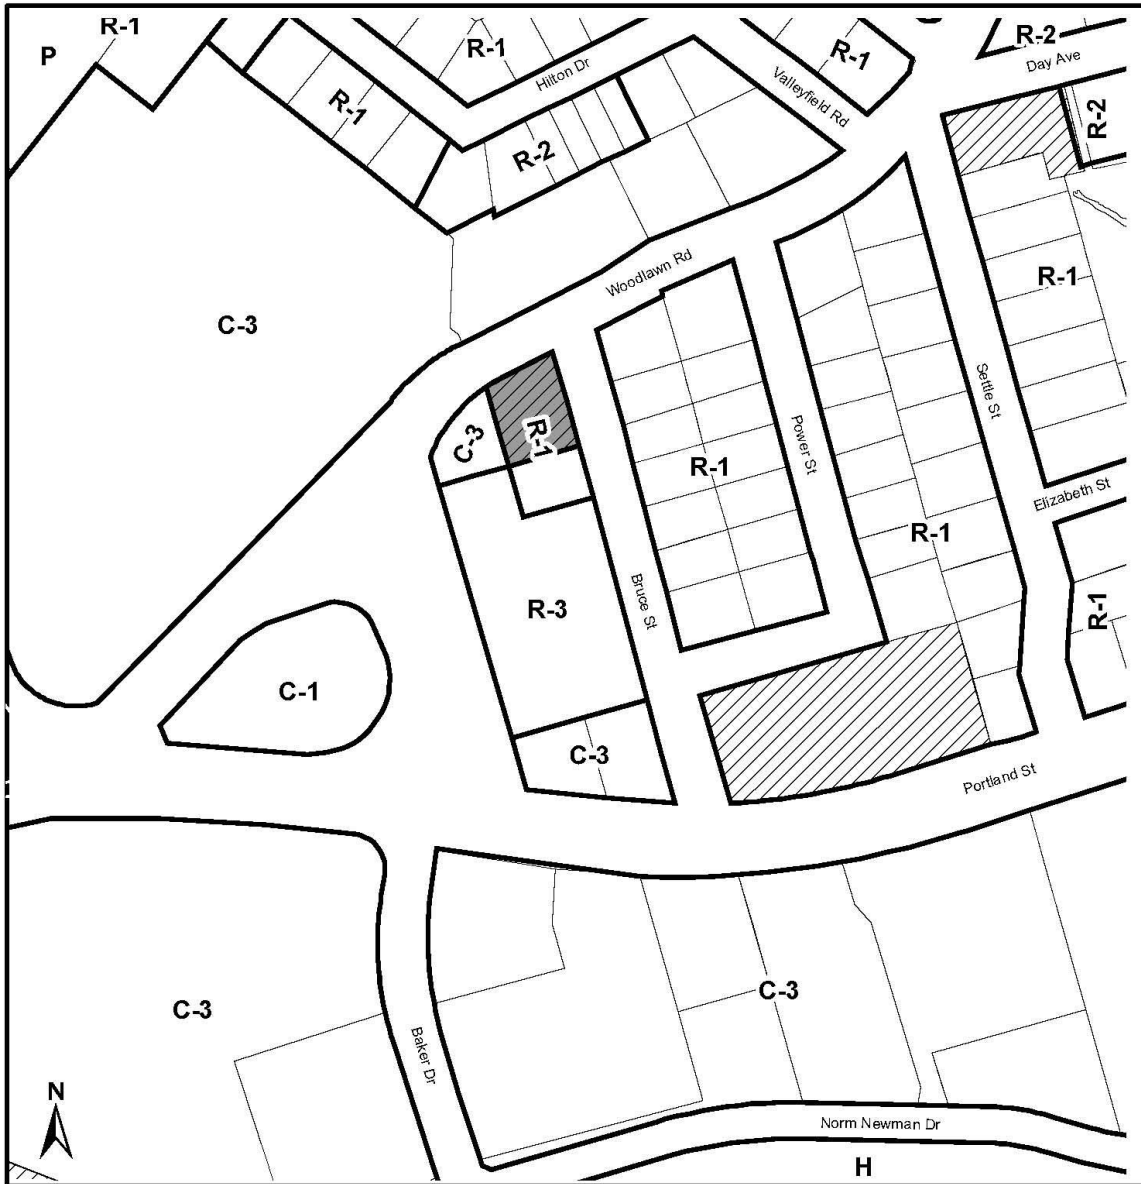 R-1
R-2
P
R-1
R-1
Day Ave
Hilton Dr
Valleyfield Rd
R-1
R-2
R-2
Woodlawn Rd
R-1
C-3
Settle St
C-3
R-1
Power St
R-1
Elizabeth St
R-1
R-3
Bruce St
R-1
C-1
C-3
Portland St
C-3
C-3
Baker Dr
N
Norm Newman Dr
H